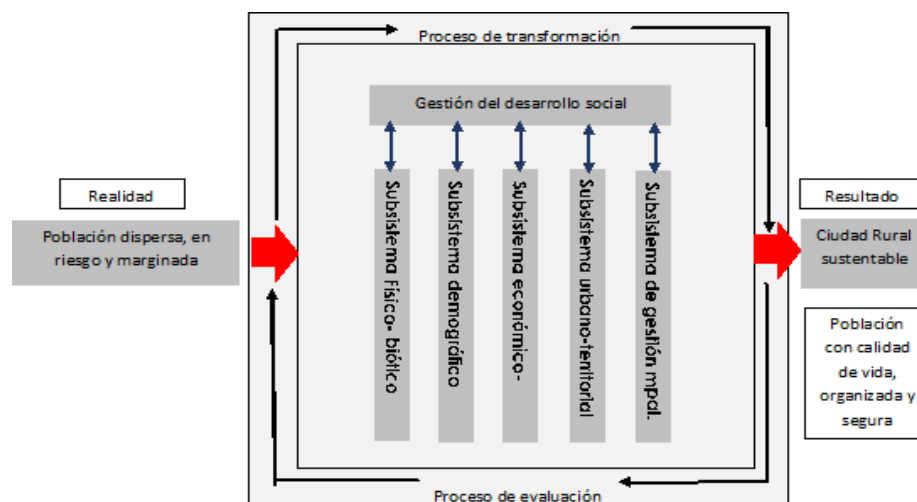 Proceso de transformación
Gestión del desarrollo social
Realidad
Población dispersa, en
riesgo y marginada
Subsistema Físico- biótico
Subsistema demográfico
Subsistema económico-
Subsistema urbano-territorial
Subsistema de gestión mpal.
Resultado
Ciudad Rural
sustentable
Población
con calidad
de vida,
organizada y
segura
Proceso de evaluación